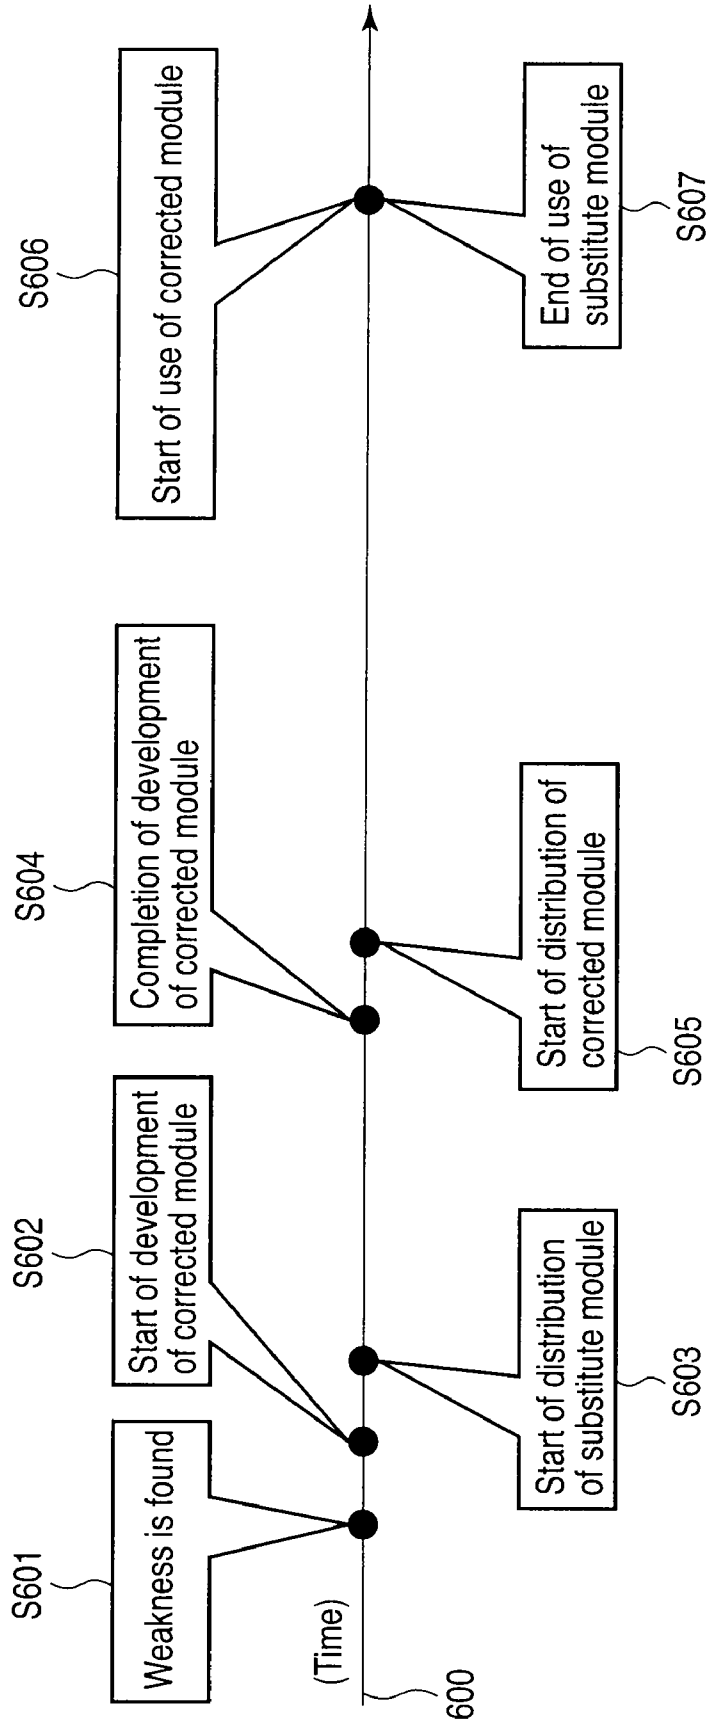 S601
Weakness is found
S602
Start of development
of corrected module
S604
Completion of development
of corrected module
S606
Start of use of corrected module
(Time)
600
Start of distribution
of substitute module
S603
Start of distribution of
corrected module
S605
End of use of
substitute module
S607